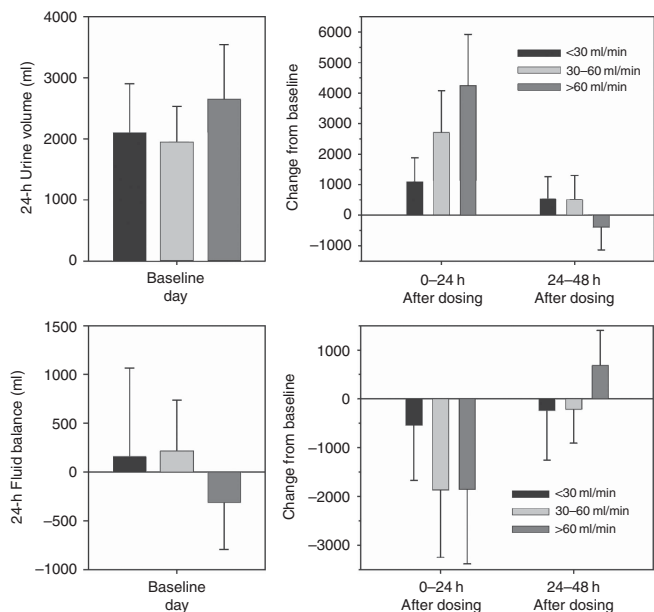 24-h Urine volume (ml)
4000
3000
2000
1000
0
Baseline
day
Change from baseline
6000
5000
4000
3000
2000
1000
0
−1000
<30 ml/min
30–60 ml/min
>60 ml/min
0–24 h
After dosing
24–48 h
After dosing
24-h Fluid balance (ml)
1500
1000
500
0
−500
−1000
Baseline
day
Change from baseline
1000
0
−1000
−2000
−3000
<30 ml/min
30–60 ml/min
>60 ml/min
0–24 h
After dosing
24–48 h
After dosing